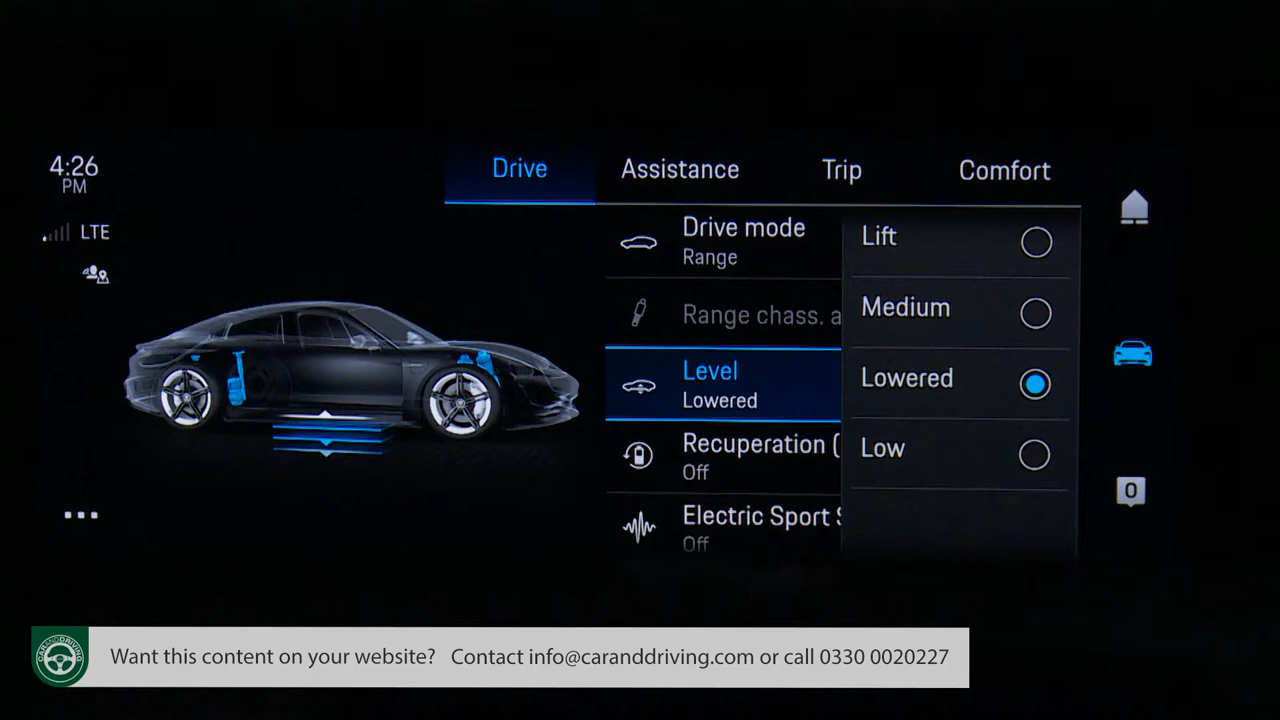 4:26
PM
LTE
Drive
Assistance
Trip
Comfort
Drive mode
Range
Range chass. a
Level
Lowered
Recuperation (
Off
Electric Sport S
Off
Lift
Medium
Lowered
Low
0
CARANDDRIVING
Want this content on your website? Contact info@caranddriving.com or call 0330 0020227